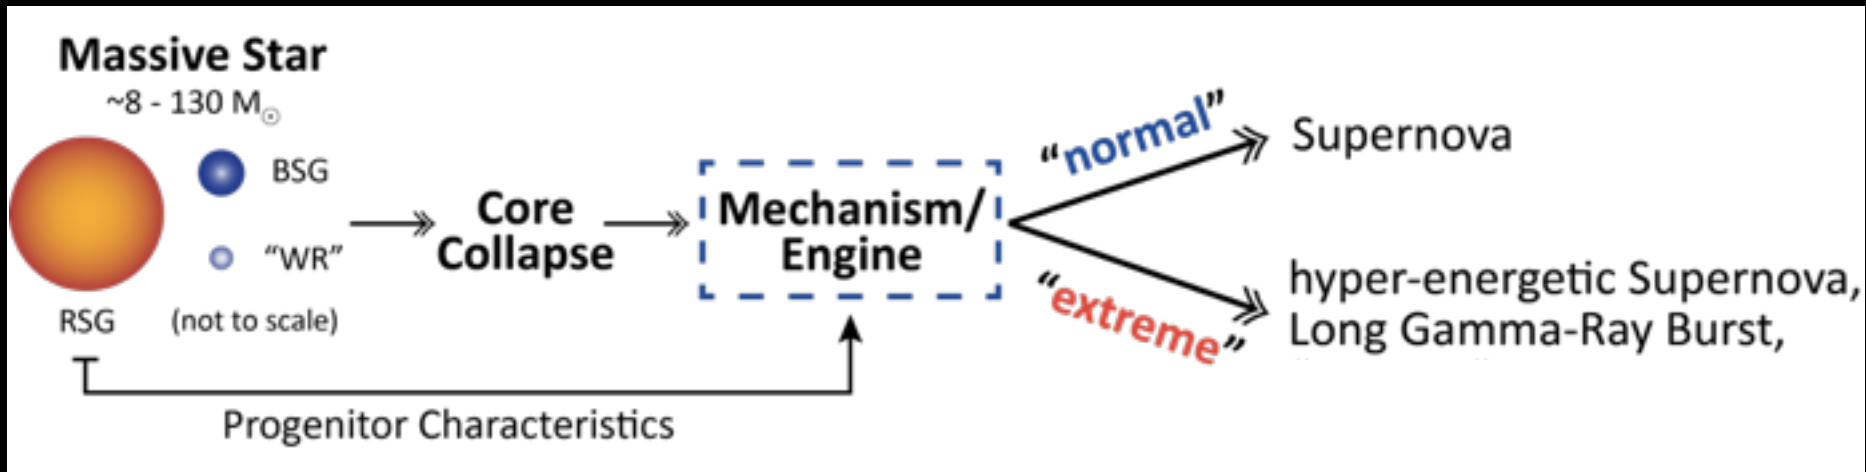 Massive Star
~8 - 130 M☉
BSG
"WR"
RSG
(not to scale)
Core
Collapse
Mechanism/
Engine
Progenitor Characteristics
"normal"
Supernova
"extreme"
hyper-energetic Supernova,
Long Gamma-Ray Burst,